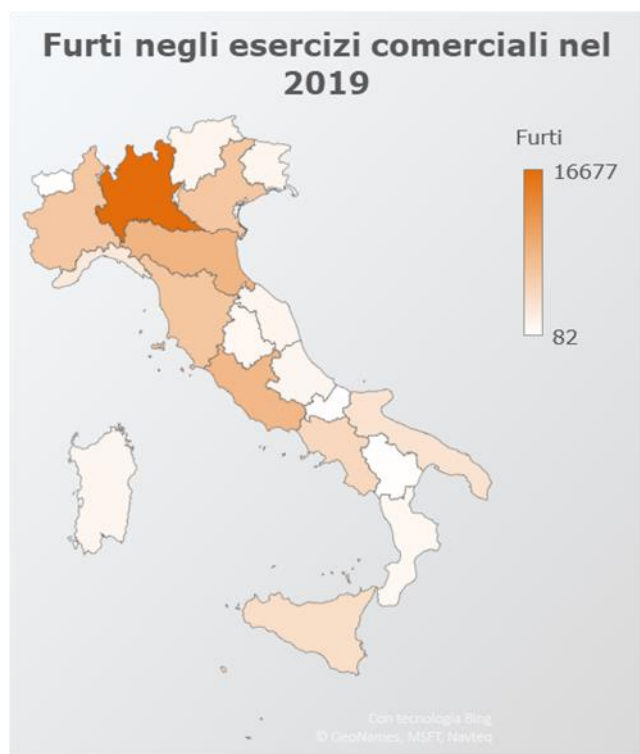 Furti negli esercizi comerciali nel
2019
Furti
16677
82
Con tecnologia Bing
© GeoNames, MSFT, Navteq